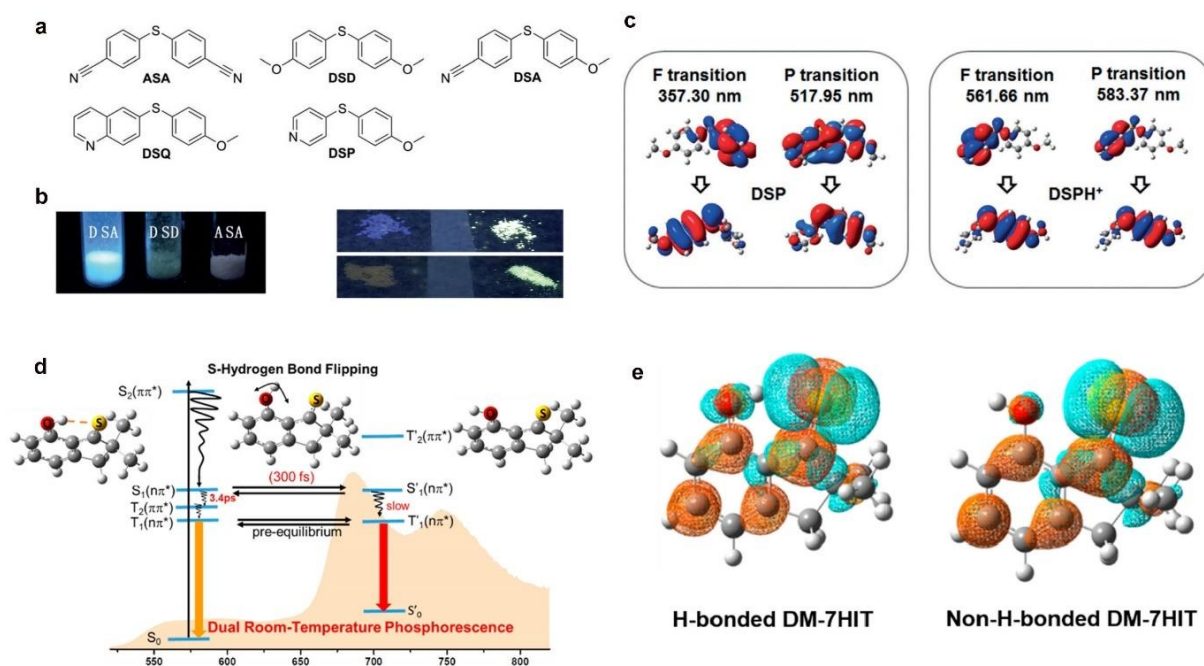 a
S
S
S
N
N
O
O
N
O
ASA
DSD
DSA
S
S
N
O
N
O
DSQ
DSP
b
DSA DSD ASA
c
F transition P transition
357.30 nm 517.95 nm
DSP
F transition P transition
561.66 nm 583.37 nm
DSPH⁺
d
S-Hydrogen Bond Flipping
S₂(ππ*)
O
S
O
S
S
T'₂(ππ*)
(300 fs)
S₁(nπ*)
S'₁(nπ*)
3.4ps
slow
T₂(ππ*)
T₁(nπ*)
T'₁(nπ*)
pre-equilibrium
S'₀
Dual Room-Temperature Phosphorescence
S₀
550 600 650 700 750 800
e
H-bonded DM-7HIT
Non-H-bonded DM-7HIT